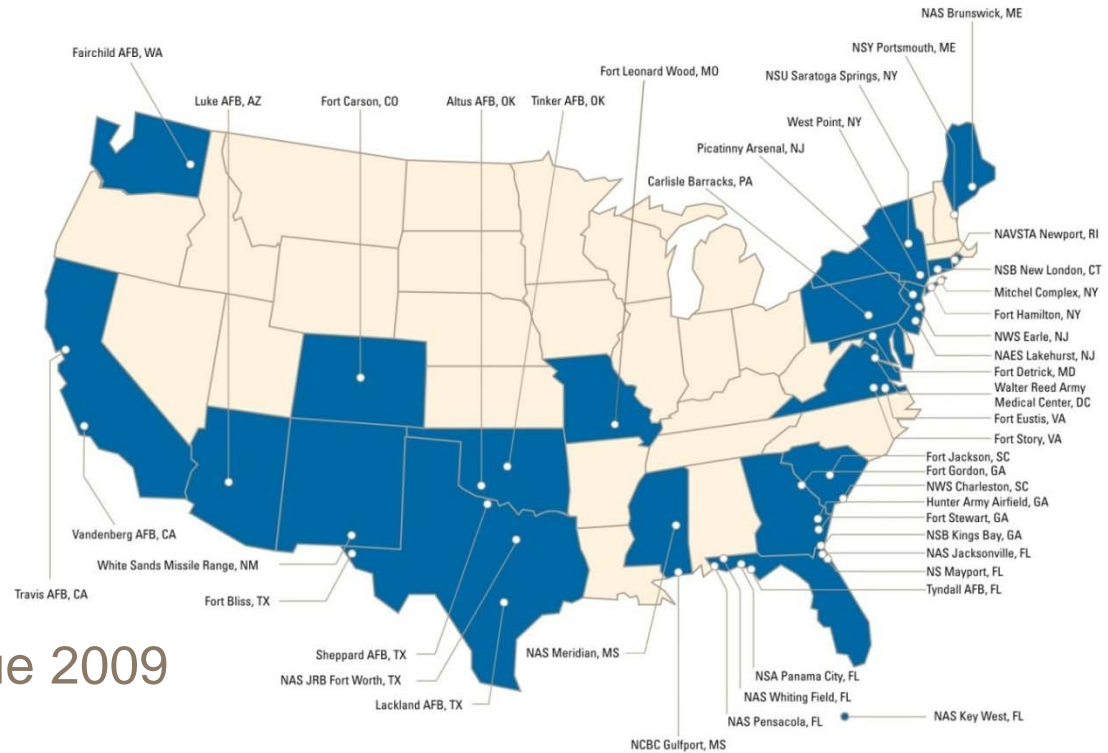 NAS Brunswick, ME
NSY Portsmouth, ME
Fairchild AFB, WA
Fort Leonard Wood, MO
NSU Saratoga Springs, NY
Luke AFB, AZ
Fort Carson, CO
Altus AFB, OK
Tinker AFB, OK
West Point, NY
Picatinny Arsenal, NJ
Carlisle Barracks, PA
NAVSTA Newport, RI
NSB New London, CT
Mitchel Complex, NY
Fort Hamilton, NY
NWS Earle, NJ
NAES Lakehurst, NJ
Fort Detrick, MD
Walter Reed Army
Medical Center, DC
Fort Eustis, VA
Fort Story, VA
Fort Jackson, SC
Fort Gordon, GA
NWS Charleston, SC
Hunter Army Airfield, GA
Fort Stewart, GA
NSB Kings Bay, GA
NAS Jacksonville, FL
NS Mayport, FL
Tyndall AFB, FL
Vandenberg AFB, CA
White Sands Missile Range, NM
Travis AFB, CA
Fort Bliss, TX
Sheppard AFB, TX
NAS Meridian, MS
NAS JRB Fort Worth, TX
Lackland AFB, TX
NSA Panama City, FL
NAS Whiting Field, FL
NAS Pensacola, FL
NAS Key West, FL
NCBC Gulfport, MS
2009